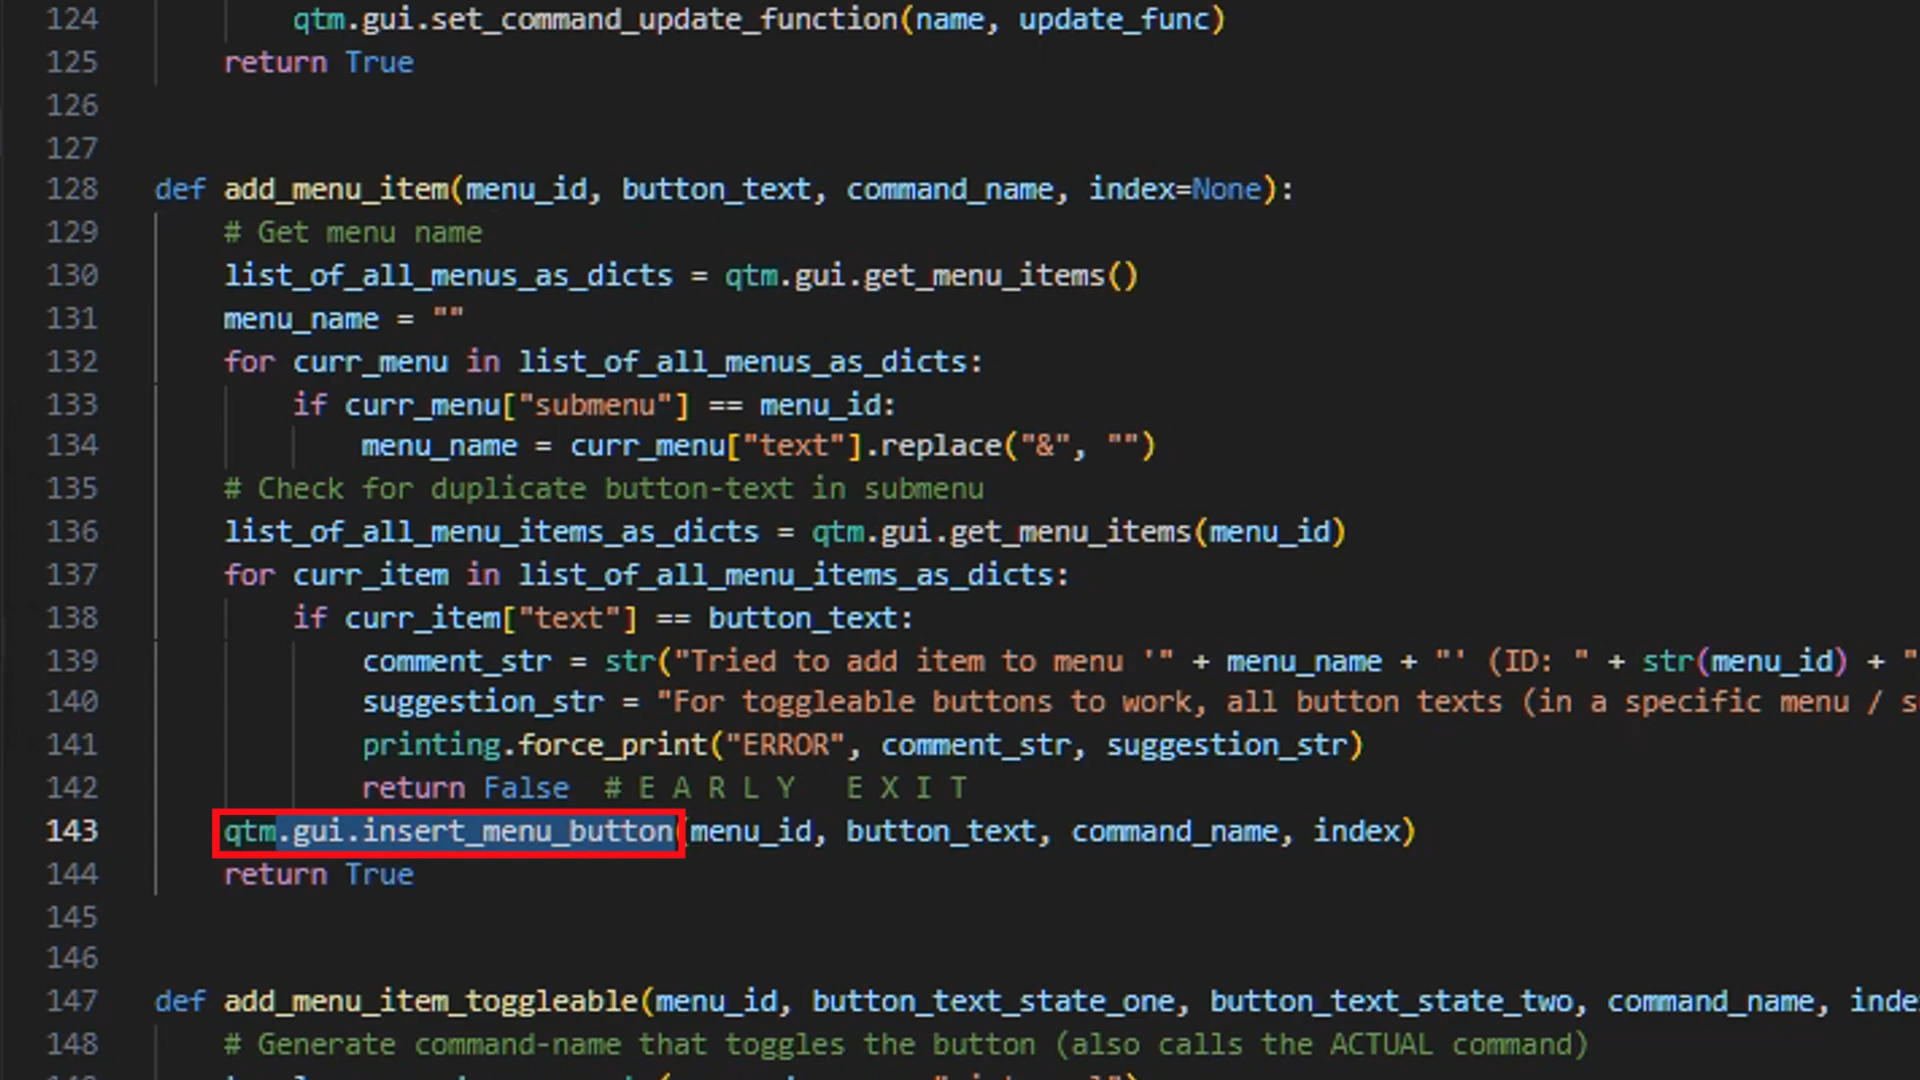 124 qtm.gui.set_command_update_function(name, update_func)
125 return True
126
127
128 def add_menu_item(menu_id, button_text, command_name, index=None):
129 # Get menu name
130 list_of_all_menus_as_dicts = qtm.gui.get_menu_items()
131 menu_name = ""
132 for curr_menu in list_of_all_menus_as_dicts:
133 if curr_menu["submenu"] == menu_id:
134 menu_name = curr_menu["text"].replace("&", "")
135 # Check for duplicate button-text in submenu
136 list_of_all_menu_items_as_dicts = qtm.gui.get_menu_items(menu_id)
137 for curr_item in list_of_all_menu_items_as_dicts:
138 if curr_item["text"] == button_text:
139 comment_str = str("Tried to add item to menu '" + menu_name + "' (ID: " + str(menu_id) + "
140 suggestion_str = "For toggleable buttons to work, all button texts (in a specific menu / s
141 printing.force_print("ERROR", comment_str, suggestion_str)
142 return False # E A R L Y   E X I T
143 qtm.gui.insert_menu_button(menu_id, button_text, command_name, index)
144 return True
145
146
147 def add_menu_item_toggleable(menu_id, button_text_state_one, button_text_state_two, command_name, inde
148 # Generate command-name that toggles the button (also calls the ACTUAL command)